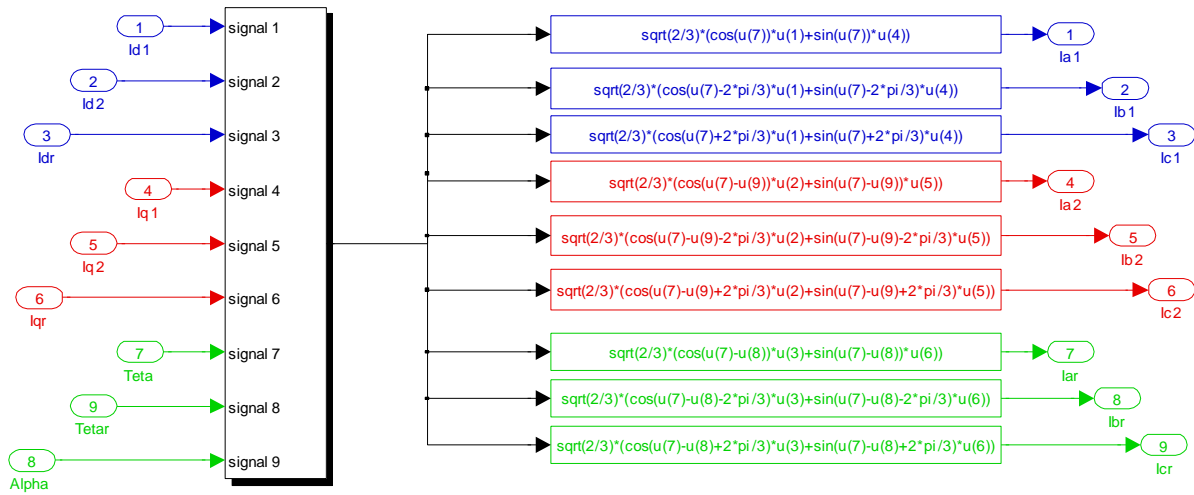 1
Id1
signal 1
2
Id2
signal 2
3
Idr
signal 3
4
Iq1
signal 4
5
Iq2
signal 5
6
Iqr
signal 6
7
Teta
signal 7
9
Tetar
signal 8
8
Alpha
signal 9
sqrt(2/3)*(cos(u(7))*u(1)+sin(u(7))*u(4))
1
Ia1
sqrt(2/3)*(cos(u(7)-2*pi/3)*u(1)+sin(u(7)-2*pi/3)*u(4))
2
Ib1
sqrt(2/3)*(cos(u(7)+2*pi/3)*u(1)+sin(u(7)+2*pi/3)*u(4))
3
Ic1
sqrt(2/3)*(cos(u(7)-u(9))*u(2)+sin(u(7)-u(9))*u(5))
4
Ia2
sqrt(2/3)*(cos(u(7)-u(9)-2*pi/3)*u(2)+sin(u(7)-u(9)-2*pi/3)*u(5))
5
Ib2
sqrt(2/3)*(cos(u(7)-u(9)+2*pi/3)*u(2)+sin(u(7)-u(9)+2*pi/3)*u(5))
6
Ic2
sqrt(2/3)*(cos(u(7)-u(8))*u(3)+sin(u(7)-u(8))*u(6))
7
Iar
sqrt(2/3)*(cos(u(7)-u(8)-2*pi/3)*u(3)+sin(u(7)-u(8)-2*pi/3)*u(6))
8
Ibr
sqrt(2/3)*(cos(u(7)-u(8)+2*pi/3)*u(3)+sin(u(7)-u(8)+2*pi/3)*u(6))
9
Icr